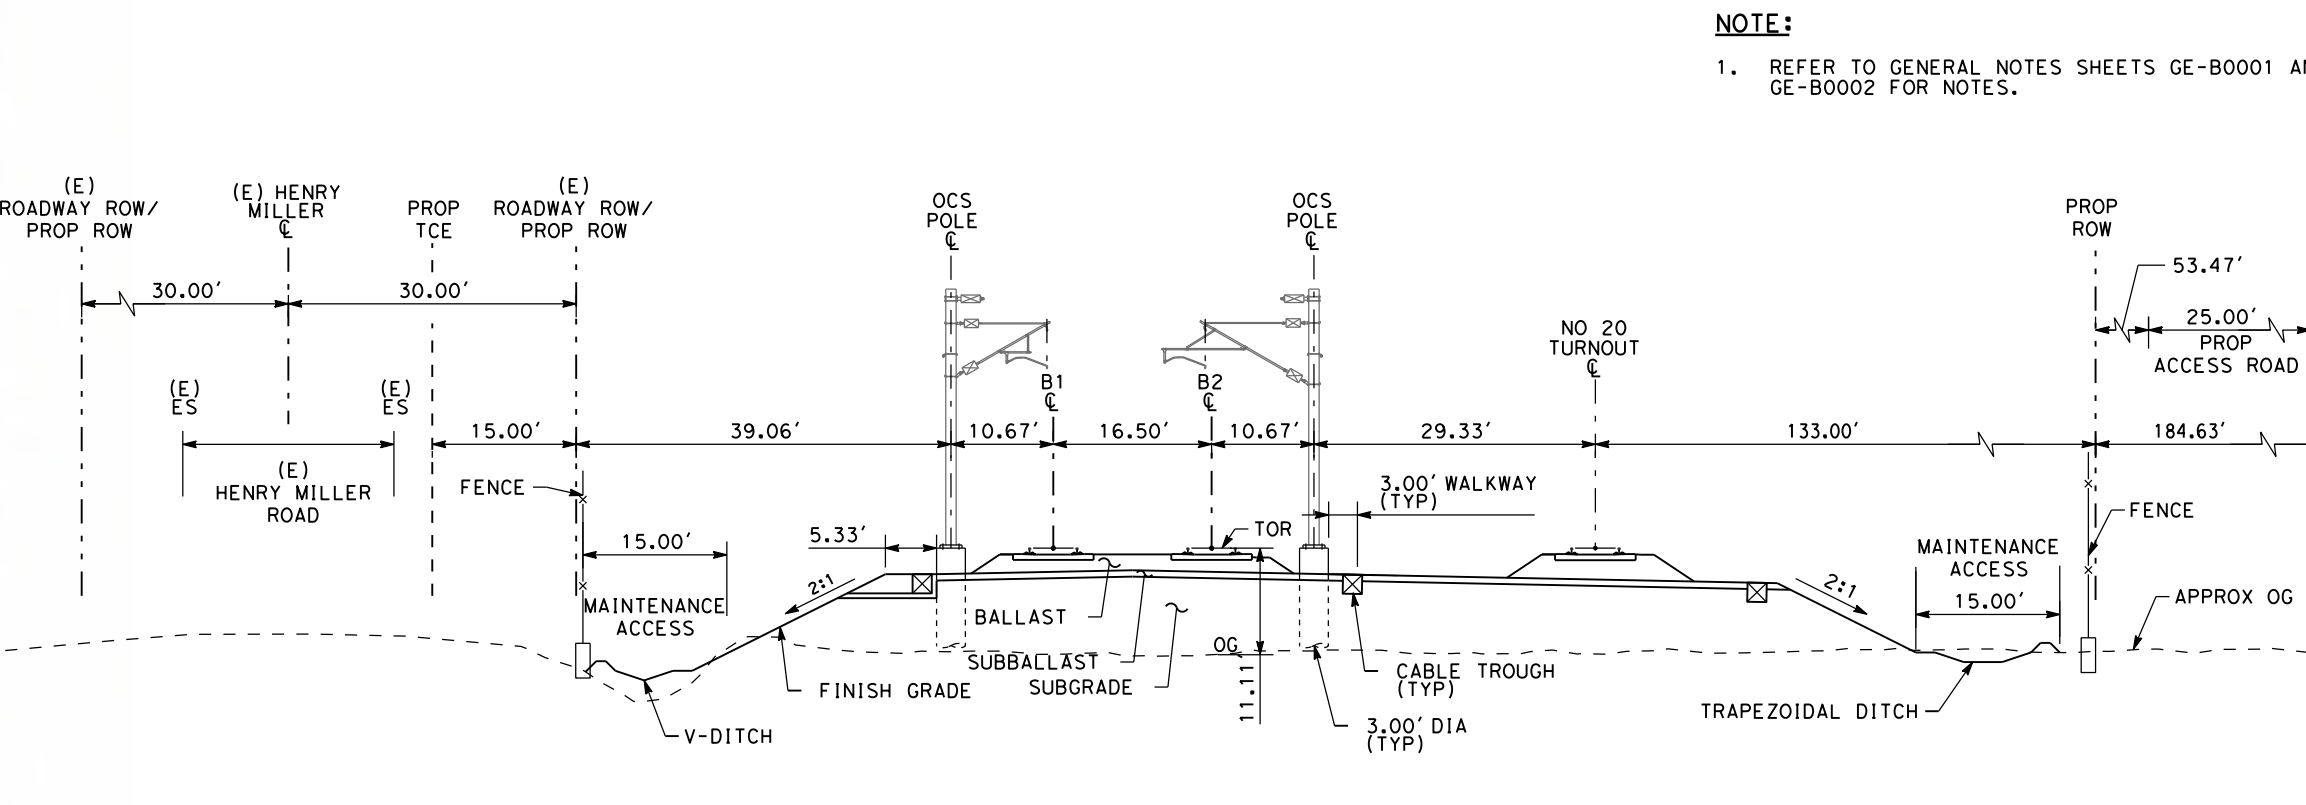 NOTE:
1. REFER TO GENERAL NOTES SHEETS GE-B0001
GE-B0002 FOR NOTES.
(E)
ROADWAY ROW/
PROP ROW
(E) HENRY
MILLER
℄
PROP
TCE
(E)
ROADWAY ROW/
PROP ROW
OCS
POLE
℄
OCS
POLE
℄
PROP
ROW
30.00'
30.00'
53.47'
25.00'
PROP
ACCESS ROAD
NO 20
TURNOUT
℄
B1
℄
B2
℄
(E)
ES
(E)
ES
15.00'
39.06'
10.67'
16.50'
10.67'
29.33'
133.00'
184.63'
(E)
HENRY MILLER
ROAD
FENCE
3.00' WALKWAY
(TYP)
FENCE
15.00'
5.33'
TOR
MAINTENANCE
ACCESS
2:1
2:1
15.00'
APPROX OG
MAINTENANCE
ACCESS
BALLAST
OG
SUBBALLAST
SUBGRADE
11.11'
FINISH GRADE
CABLE TROUGH
(TYP)
TRAPEZOIDAL DITCH
V-DITCH
3.00' DIA
(TYP)